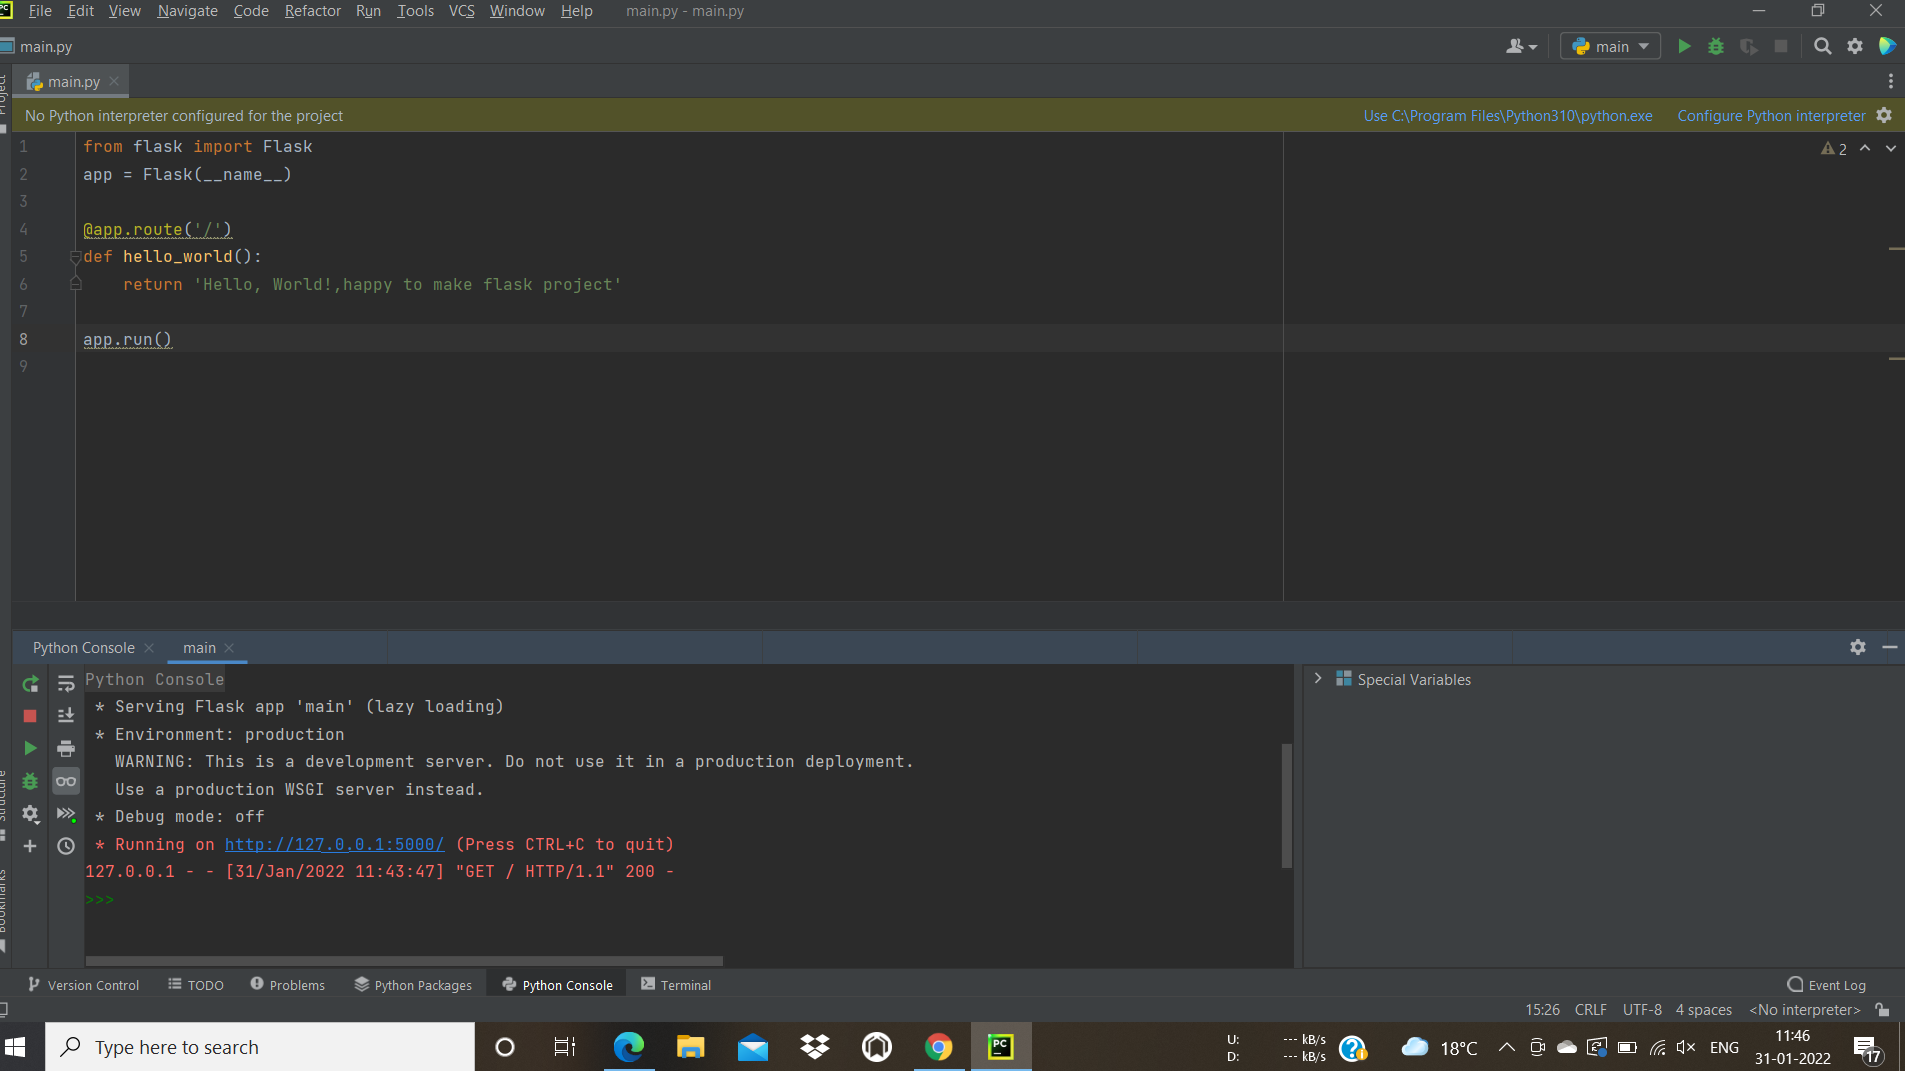 PC File Edit View Navigate Code Refactor Run Tools VCS Window Help main.py - main.py
main.py main
Project
main.py
No Python interpreter configured for the project Use C:\Program Files\Python310\python.exe Configure Python interpreter
1 from flask import Flask
2 app = Flask(__name__)
2
3
4 @app.route('/')
5 def hello_world():
6     return 'Hello, World!,happy to make flask project'
7
8 app.run()
9
Python Console main
Python Console
* Serving Flask app 'main' (lazy loading)
* Environment: production
WARNING: This is a development server. Do not use it in a production deployment.
Use a production WSGI server instead.
* Debug mode: off
* Running on http://127.0.0.1:5000/ (Press CTRL+C to quit)
127.0.0.1 - - [31/Jan/2022 11:43:47] "GET / HTTP/1.1" 200 -
>>>
Special Variables
Structure
Bookmarks
Version Control TODO Problems Python Packages Python Console Terminal Event Log
15:26 CRLF UTF-8 4 spaces <No interpreter>
Type here to search
PC
U: --- kB/s
D: --- kB/s
18°C ENG
11:46
31-01-2022
17